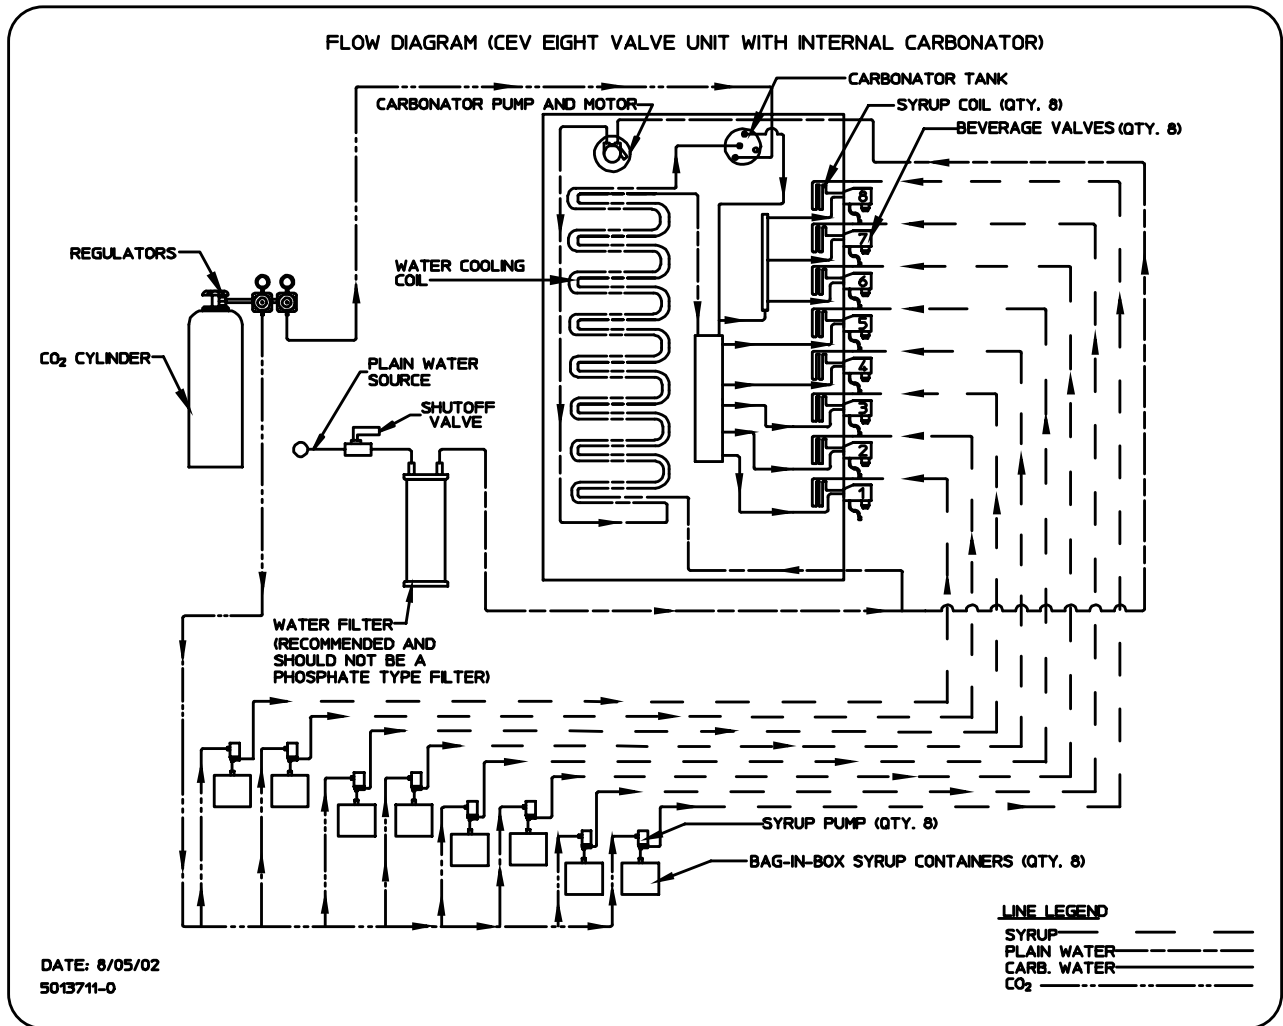 FLOW DIAGRAM (CEV EIGHT VALVE UNIT WITH INTERNAL CARBONATOR)
CARBONATOR TANK
CARBONATOR PUMP AND MOTOR
SYRUP COIL (QTY. 8)
BEVERAGE VALVES (QTY. 8)
8
7
6
5
4
3
2
1
REGULATORS
WATER COOLING
COIL
CO₂ CYLINDER
PLAIN WATER
SOURCE
SHUTOFF
VALVE
WATER FILTER
(RECOMMENDED AND
SHOULD NOT BE A
PHOSPHATE TYPE FILTER)
SYRUP PUMP (QTY. 8)
BAG-IN-BOX SYRUP CONTAINERS (QTY. 8)
LINE LEGEND
SYRUP
PLAIN WATER
CARB. WATER
CO₂
DATE: 8/05/02
5013711-0